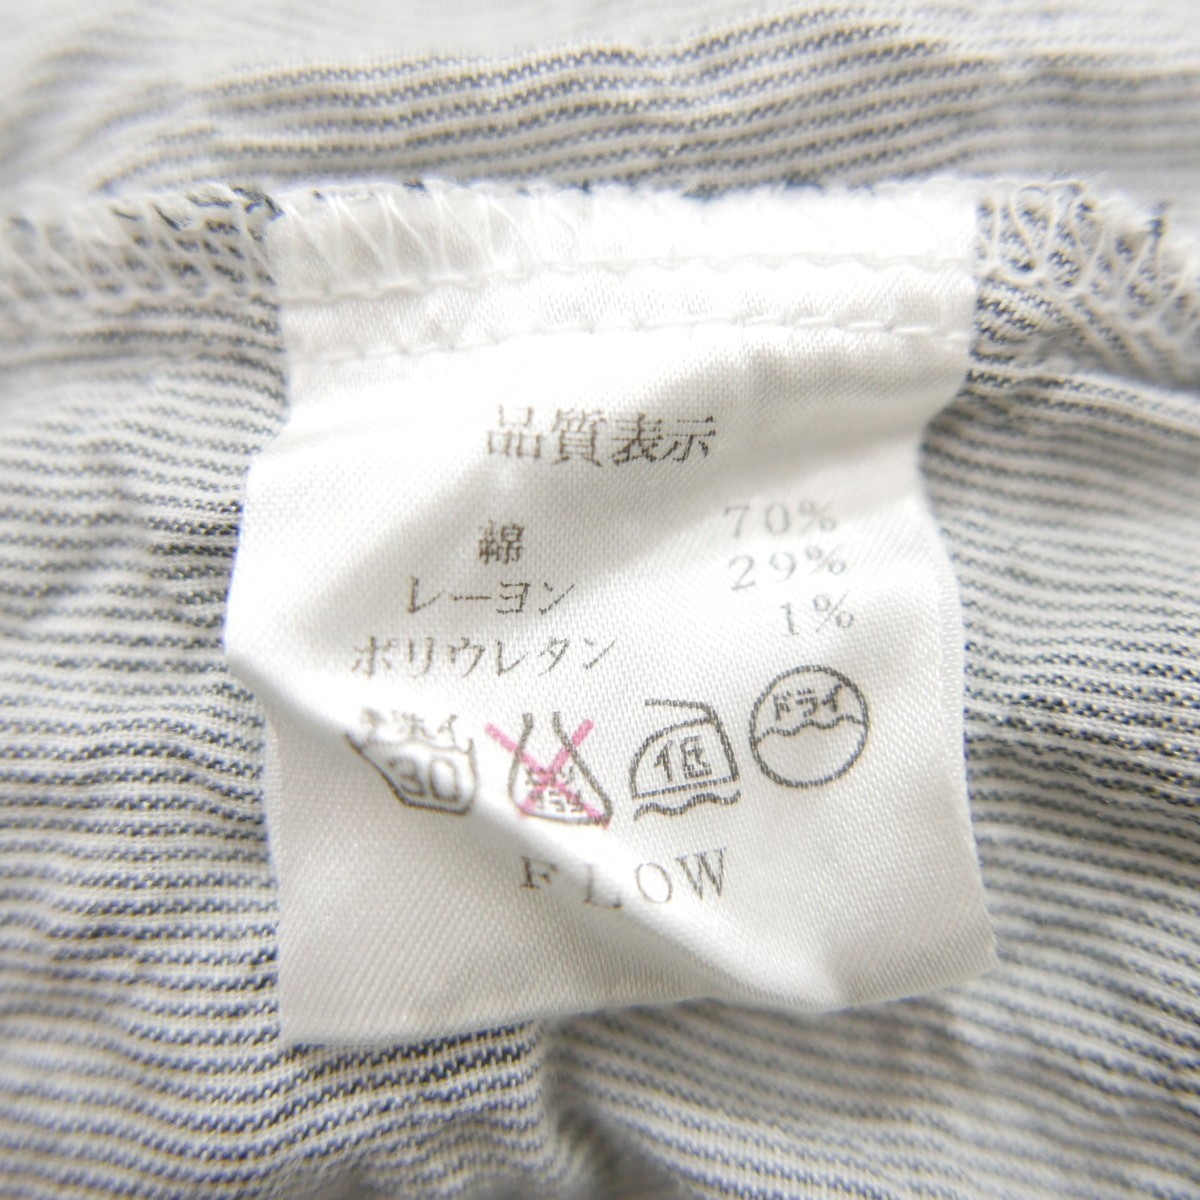 品質表示
綿 70%
レーヨン 29%
ポリウレタン 1%
手洗イ 30 低 ドライ
FLOW